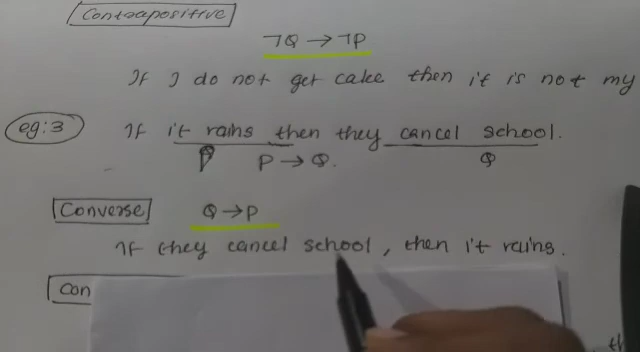 Contrapositive
¬Q → ¬P
If I do not get cake then it is not my
eg:3 If it rains then they cancel school.
P P → Q. Q
Converse Q → P
If they cancel school, then it rains.
Con
th